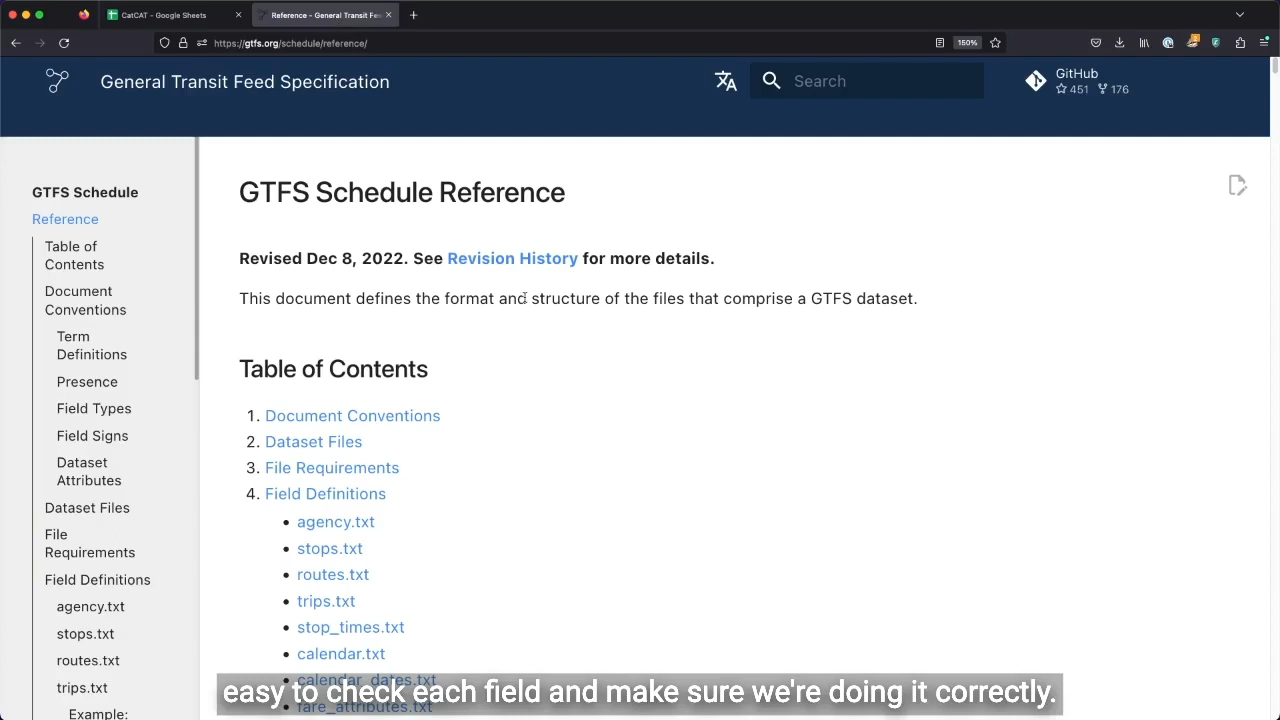 CatCAT - Google Sheets
Reference - General Transit Fee
https://gtfs.org/schedule/reference/
150%
General Transit Feed Specification
Search
GitHub
451 176
GTFS Schedule
Reference
Table of
Contents
Document
Conventions
Term
Definitions
Presence
Field Types
Field Signs
Dataset
Attributes
Dataset Files
File
Requirements
Field Definitions
agency.txt
stops.txt
routes.txt
trips.txt
Example:
GTFS Schedule Reference
Revised Dec 8, 2022. See Revision History for more details.
This document defines the format and structure of the files that comprise a GTFS dataset.
Table of Contents
1. Document Conventions
2. Dataset Files
3. File Requirements
4. Field Definitions
• agency.txt
• stops.txt
• routes.txt
• trips.txt
• stop_times.txt
• calendar.txt
• calendar_dates.txt
• fare_attributes.txt
easy to check each field and make sure we're doing it correctly.